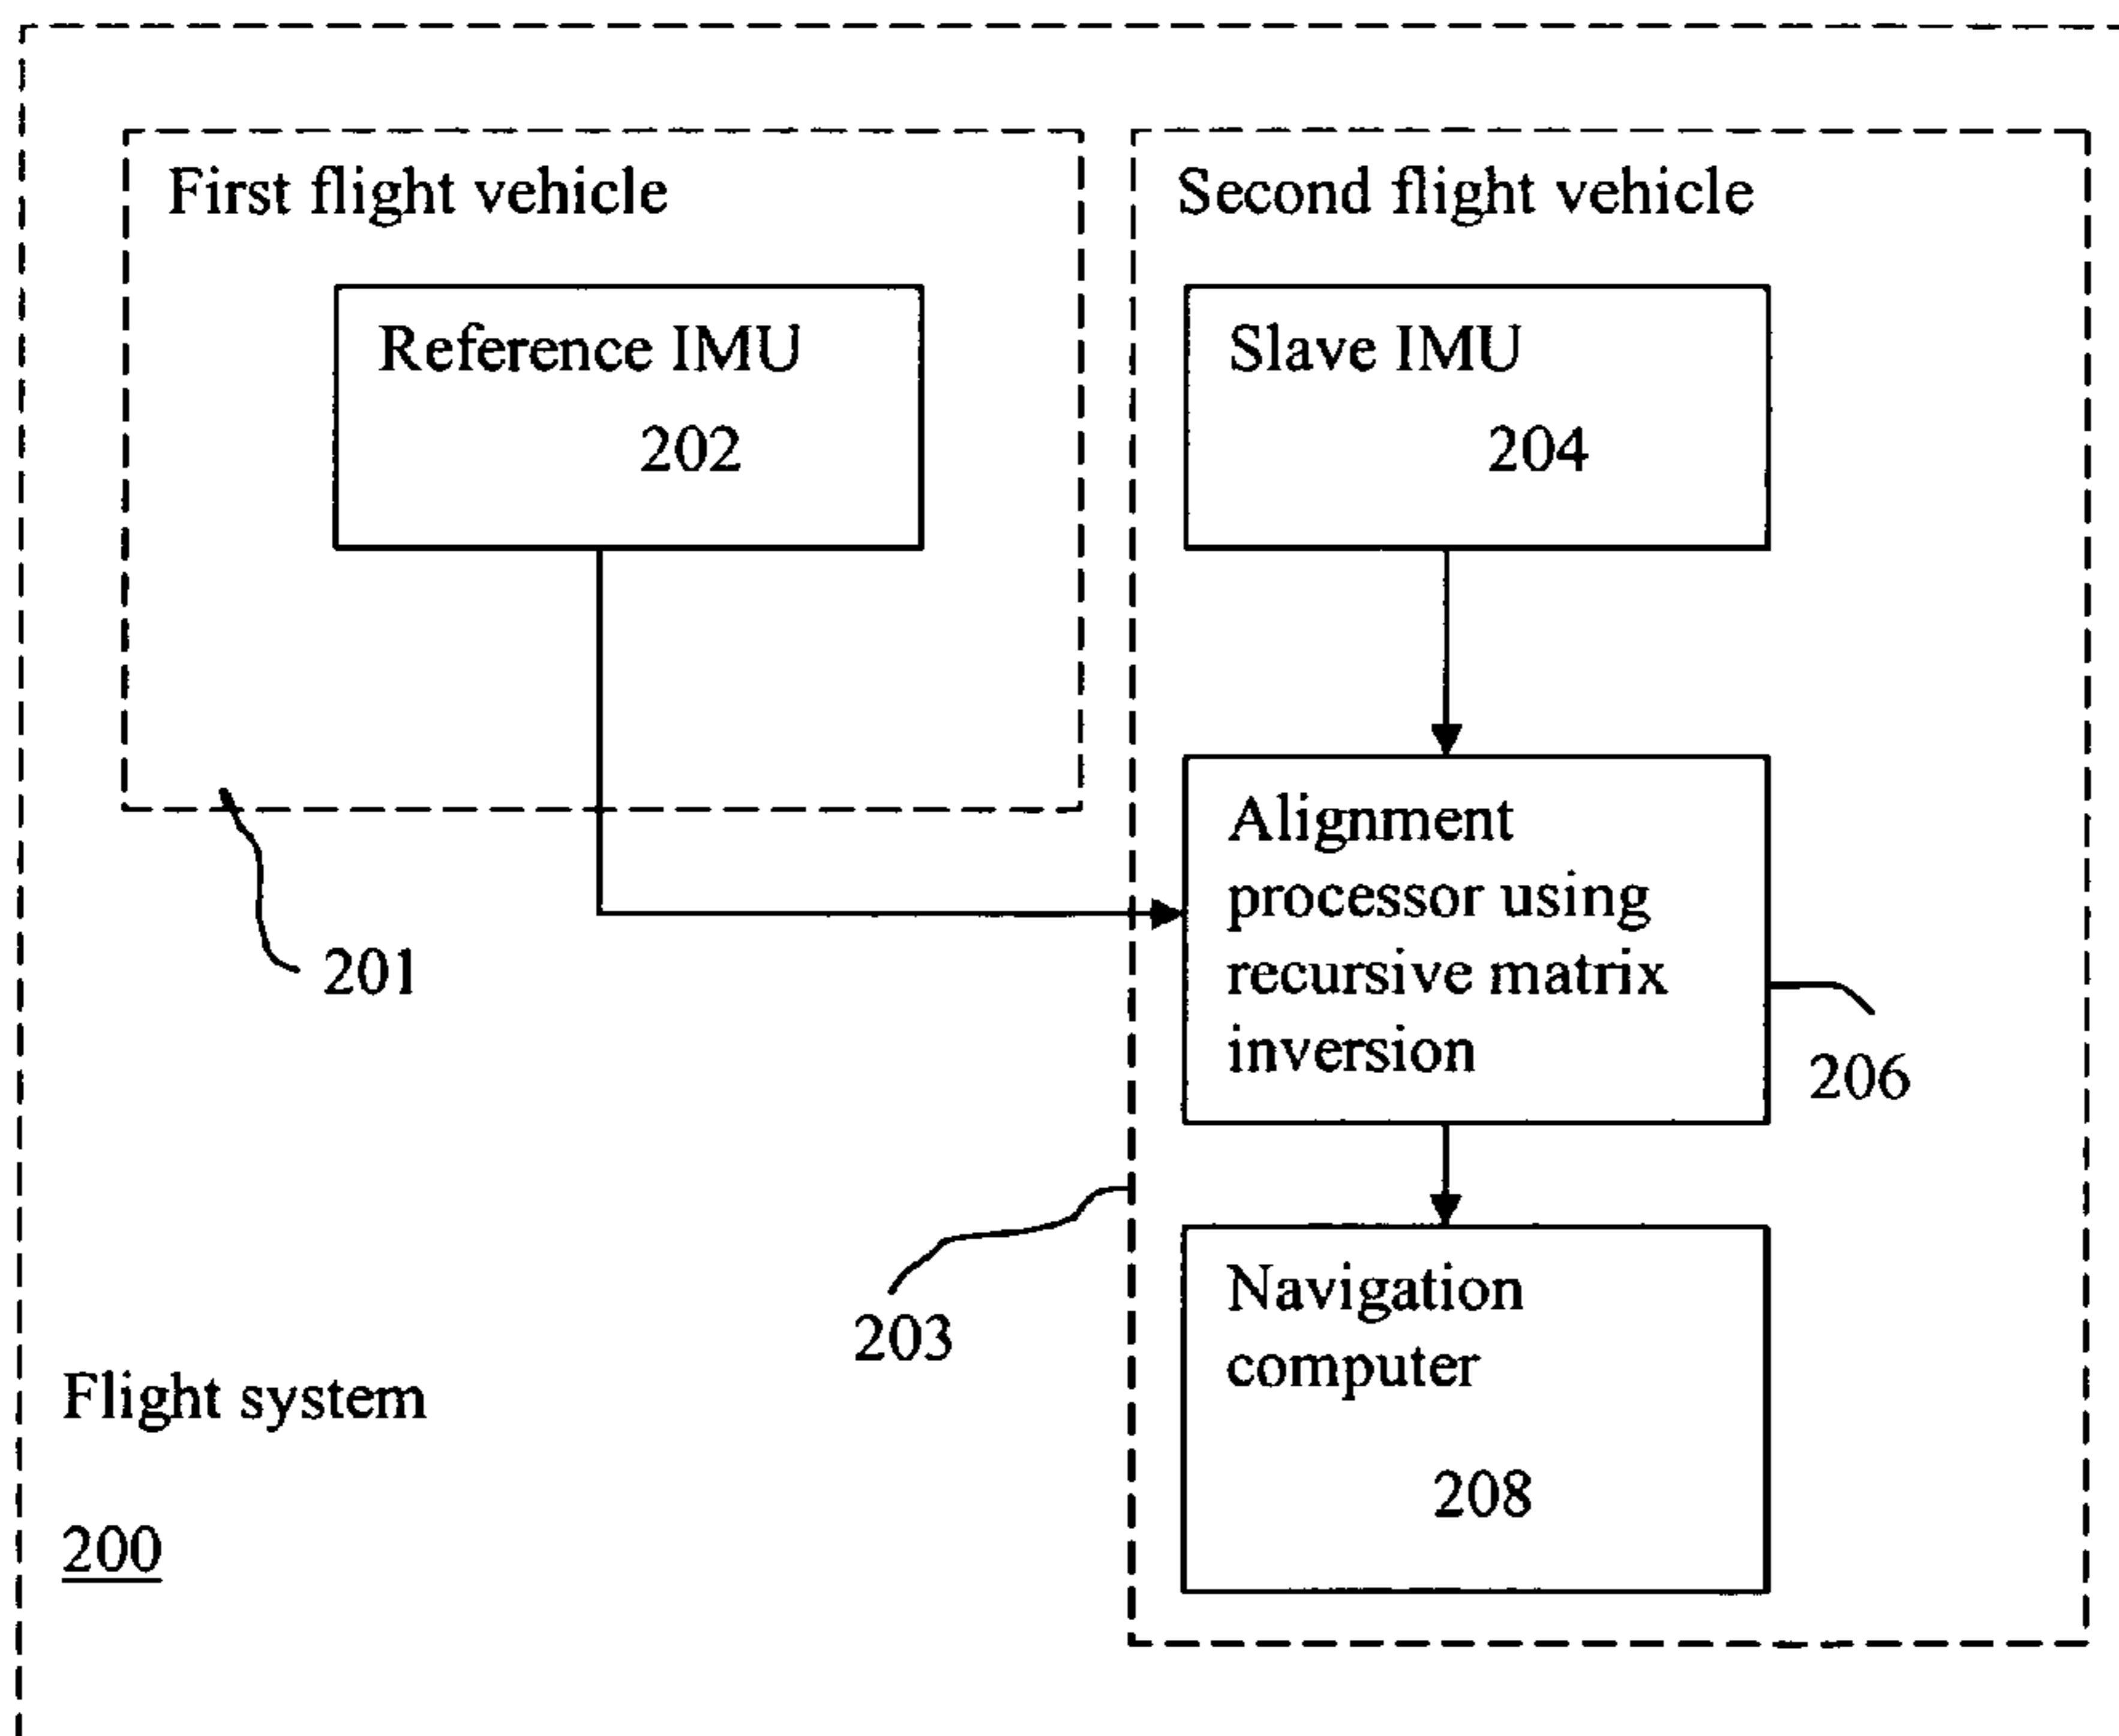 First flight vehicle
Reference IMU
202
201
Second flight vehicle
Slave IMU
204
Alignment
processor using
recursive matrix
inversion
206
203
Navigation
computer
208
Flight system
200